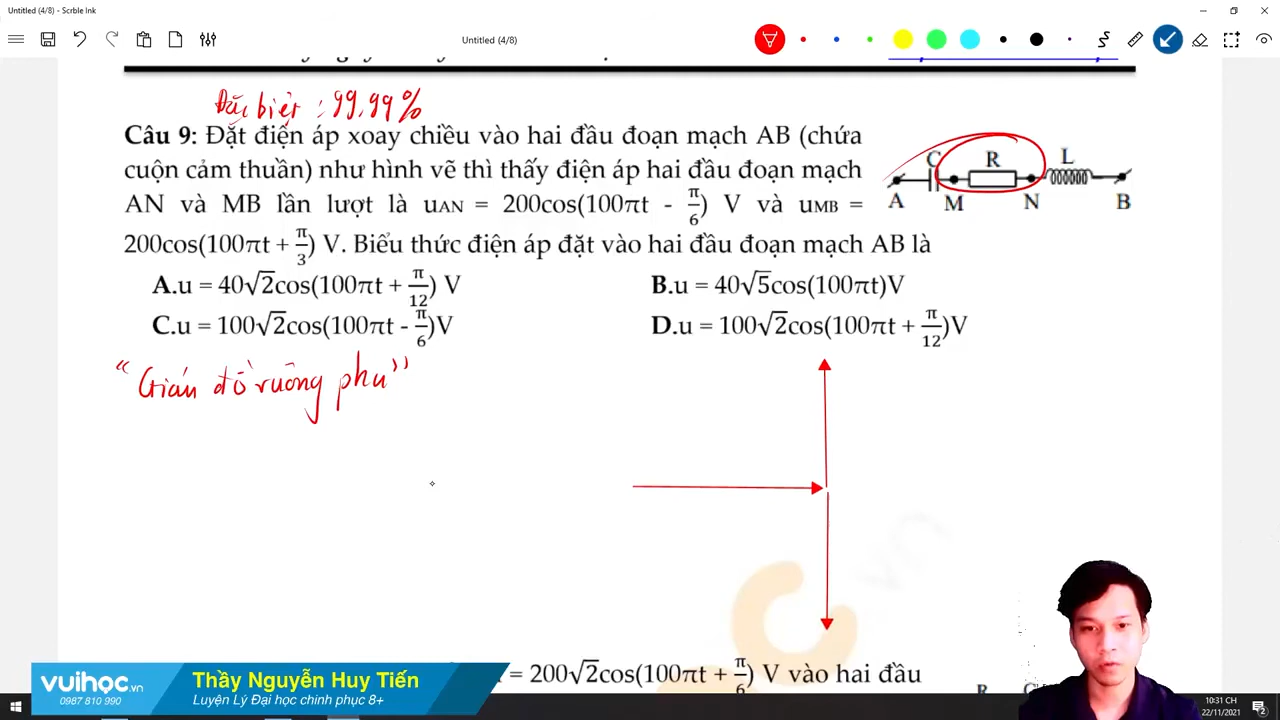 Untitled (4/8) - Scrble Ink
Untitled (4/8)
Đặc biệt : 99,99%
Câu 9: Đặt điện áp xoay chiều vào hai đầu đoạn mạch AB (chứa
cuộn cảm thuần) như hình vẽ thì thấy điện áp hai đầu đoạn mạch
AN và MB lần lượt là uAN = 200cos(100πt - π/6) V và uMB =
200cos(100πt + π/3) V. Biểu thức điện áp đặt vào hai đầu đoạn mạch AB là
A.u = 40√2cos(100πt + π/12) V
B.u = 40√5cos(100πt)V
C.u = 100√2cos(100πt - π/6)V
D.u = 100√2cos(100πt + π/12)V
C R L
A M N B
"Giản đồ vuông phụ"
vn
= 200√2cos(100πt + π/6) V vào hai đầu
R
vuihọc.vn
0987 810 990
Thầy Nguyễn Huy Tiến
Luyện Lý Đại học chinh phục 8+
10:31 CH
22/11/2021
2